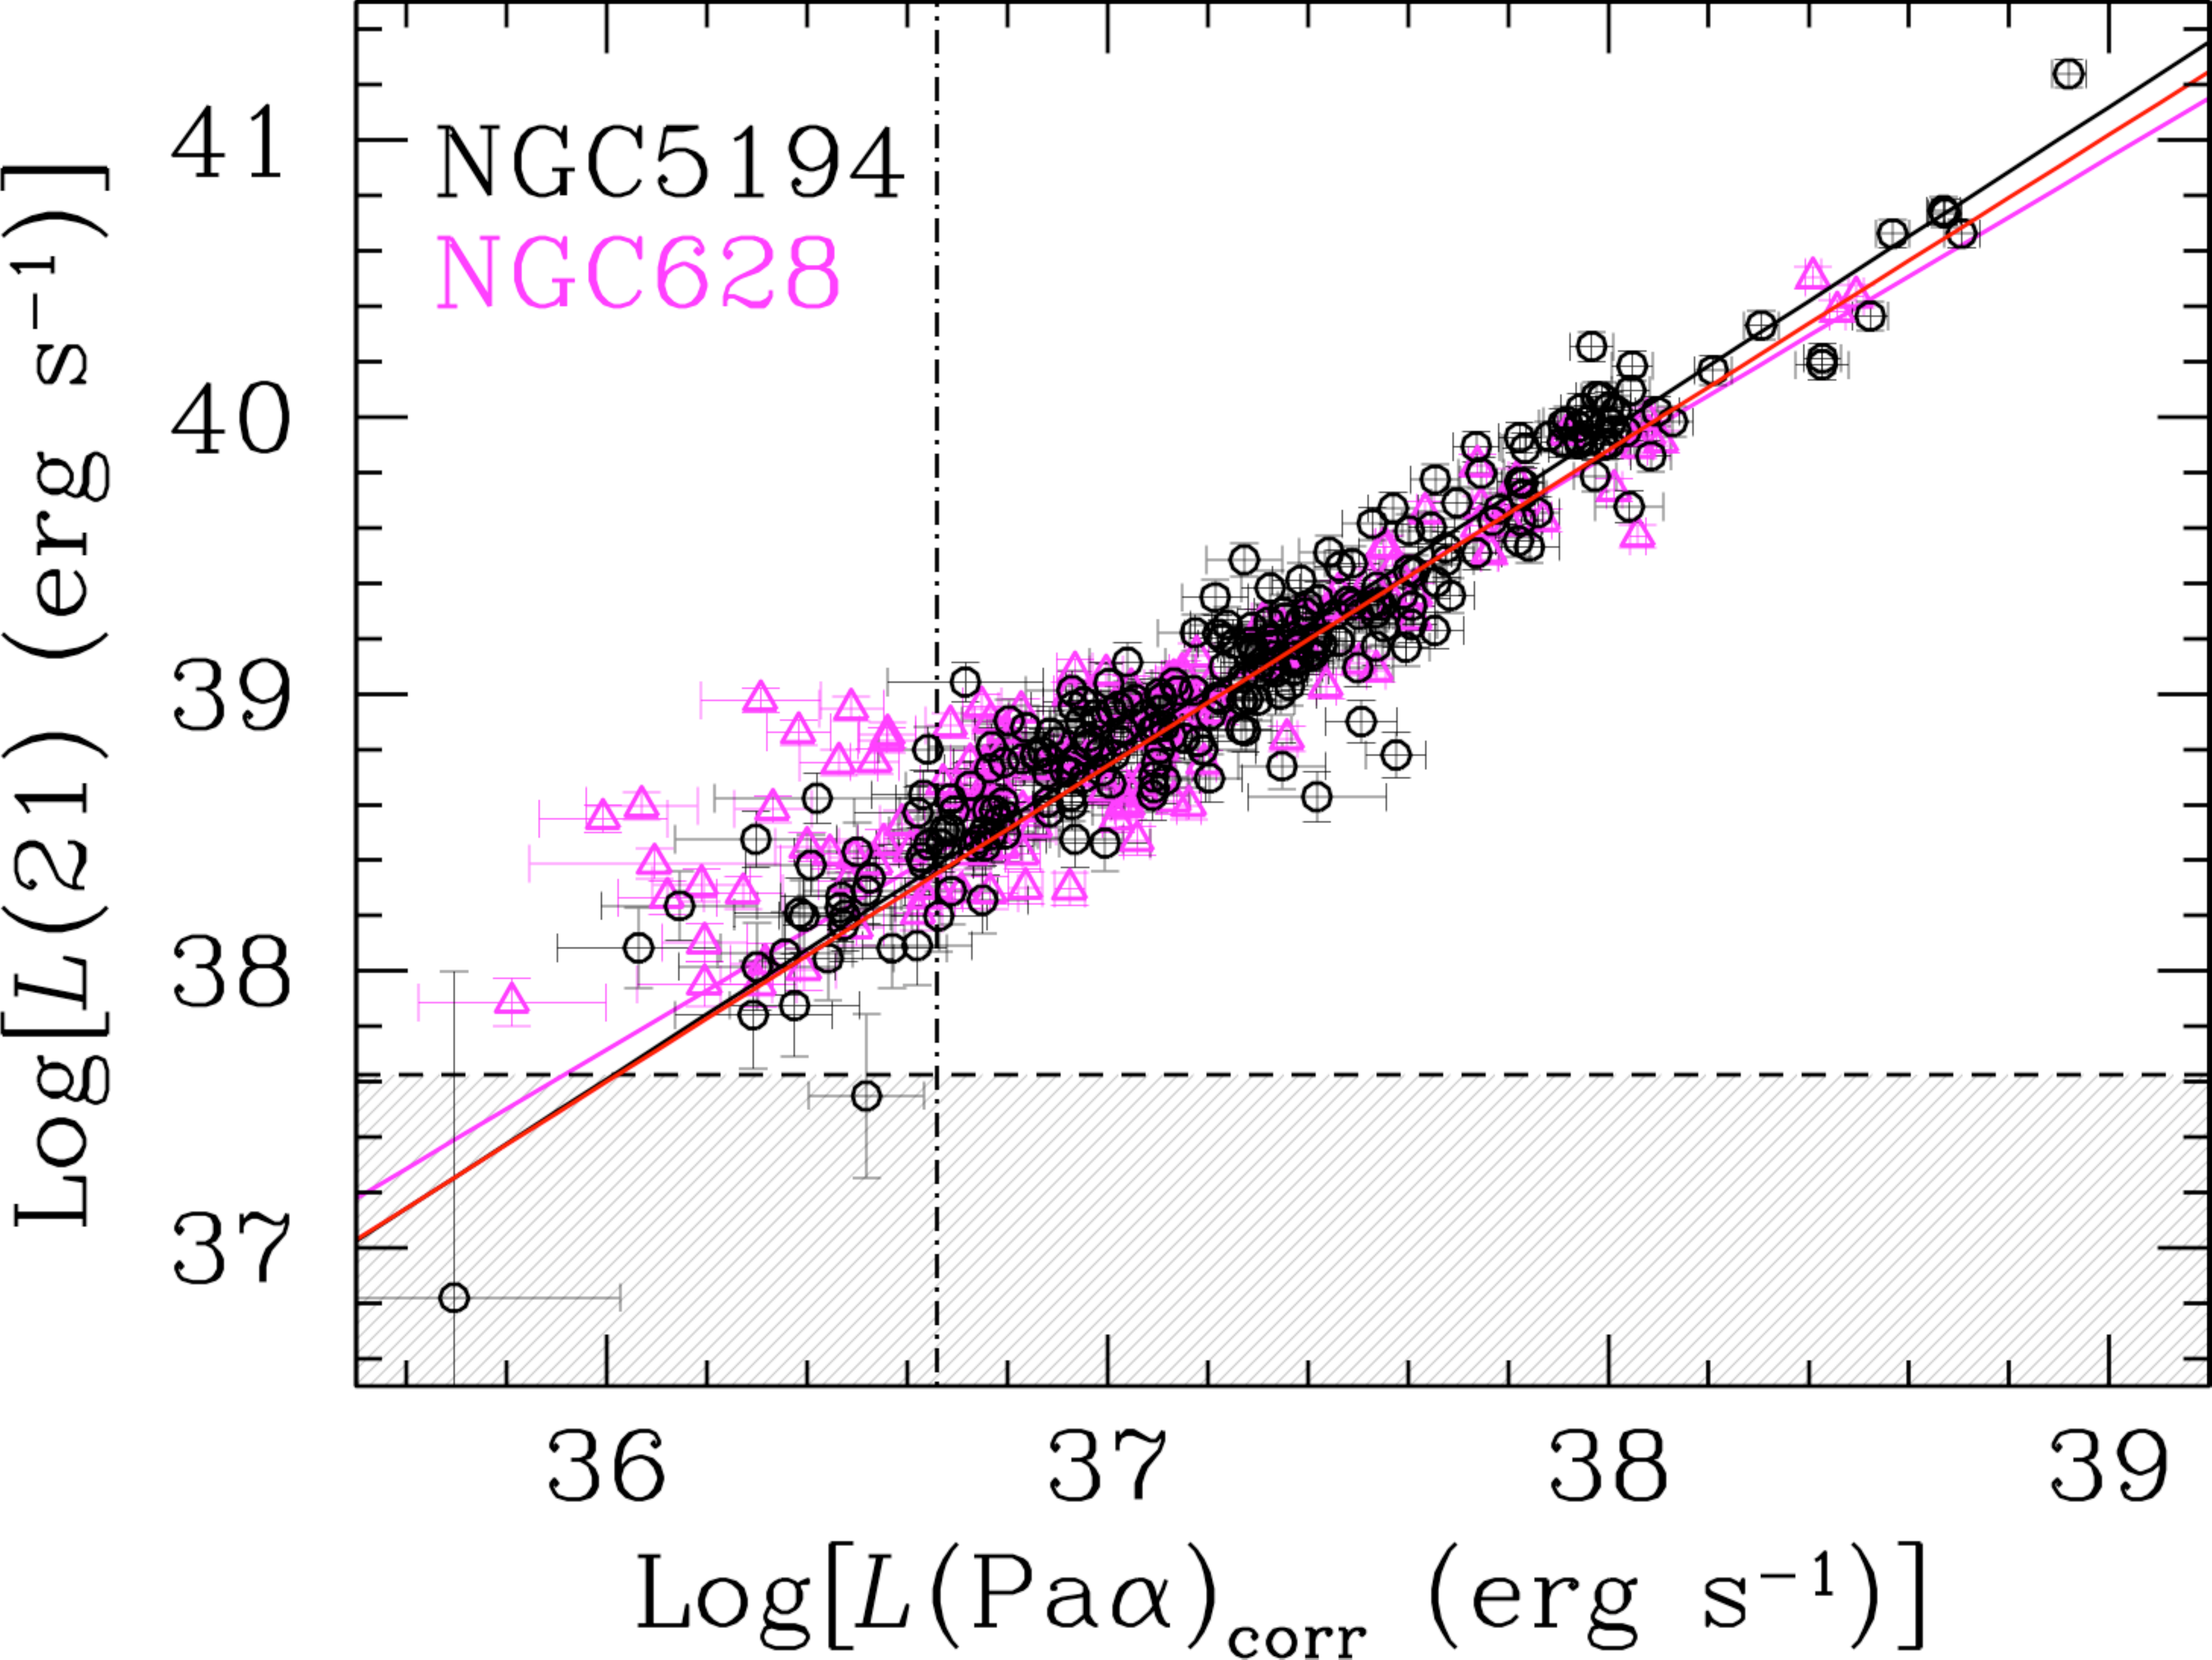 Log[L(21) (erg s⁻¹)]
41
40
39
38
37
NGC5194
NGC628
36 37 38 39
Log[L(Paα)corr (erg s⁻¹)]